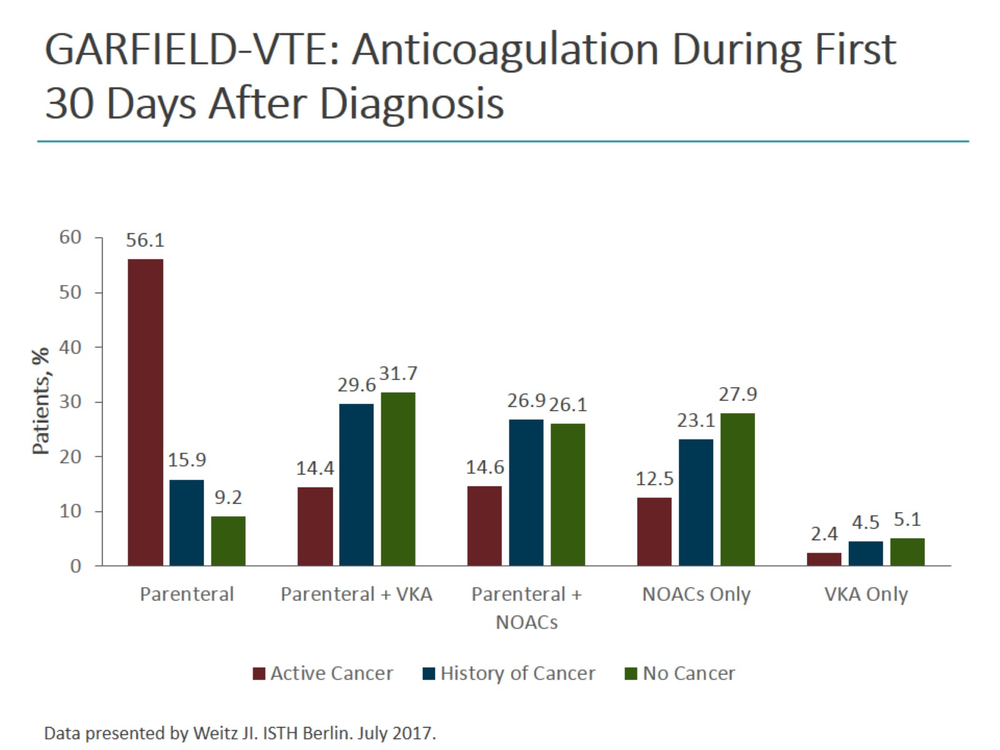 GARFIELD-VTE: Anticoagulation During First
30 Days After Diagnosis
Patients, %
60
50
40
30
20
10
0
56.1
15.9
9.2
14.4
29.6
31.7
14.6
26.9
26.1
12.5
23.1
27.9
2.4
4.5
5.1
Parenteral
Parenteral + VKA
Parenteral +
NOACs
NOACs Only
VKA Only
Active Cancer
History of Cancer
No Cancer
Data presented by Weitz JI. ISTH Berlin. July 2017.